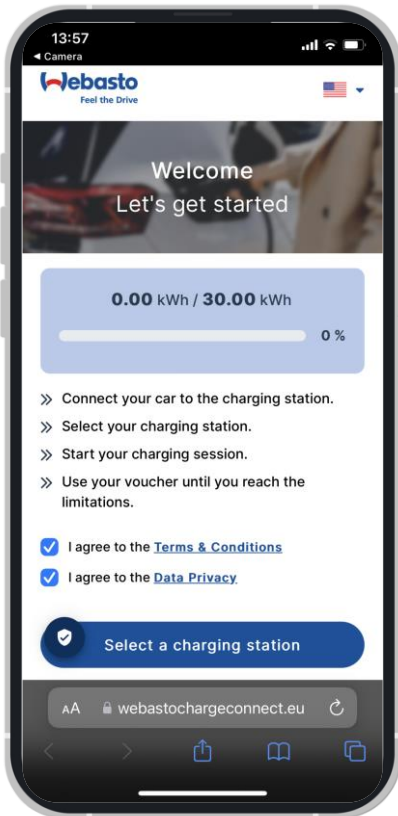 13:57
◀ Camera
Webasto
Feel the Drive
Welcome
Let's get started
0.00 kWh / 30.00 kWh
0 %
Connect your car to the charging station.
Select your charging station.
Start your charging session.
Use your voucher until you reach the
limitations.
I agree to the Terms & Conditions
I agree to the Data Privacy
Select a charging station
AA webastochargeconnect.eu